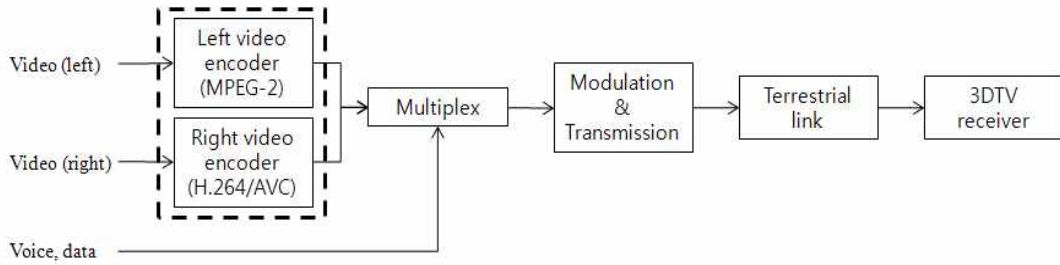 Video (left)
Left video
encoder
(MPEG-2)
Video (right)
Right video
encoder
(H.264/AVC)
Voice, data
Multiplex
Modulation
&
Transmission
Terrestrial
link
3DTV
receiver